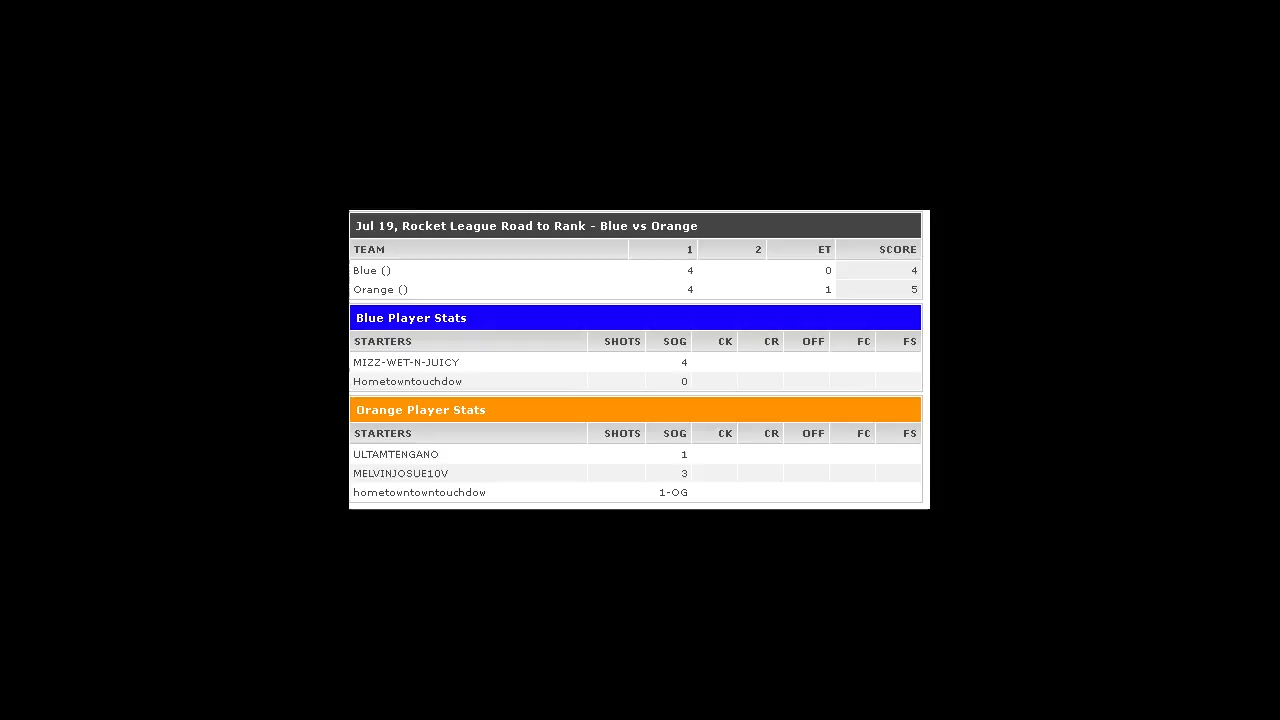 Jul 19, Rocket League Road to Rank - Blue vs Orange
TEAM 1 2 ET SCORE
Blue () 4 0 4
Orange () 4 1 5
Blue Player Stats
STARTERS SHOTS SOG CK CR OFF FC FS
MIZZ-WET-N-JUICY 4
Hometowntouchdow 0
Orange Player Stats
STARTERS SHOTS SOG CK CR OFF FC FS
ULTAMTENGANO 1
MELVINJOSUE10V 3
hometowntowntouchdow 1-OG